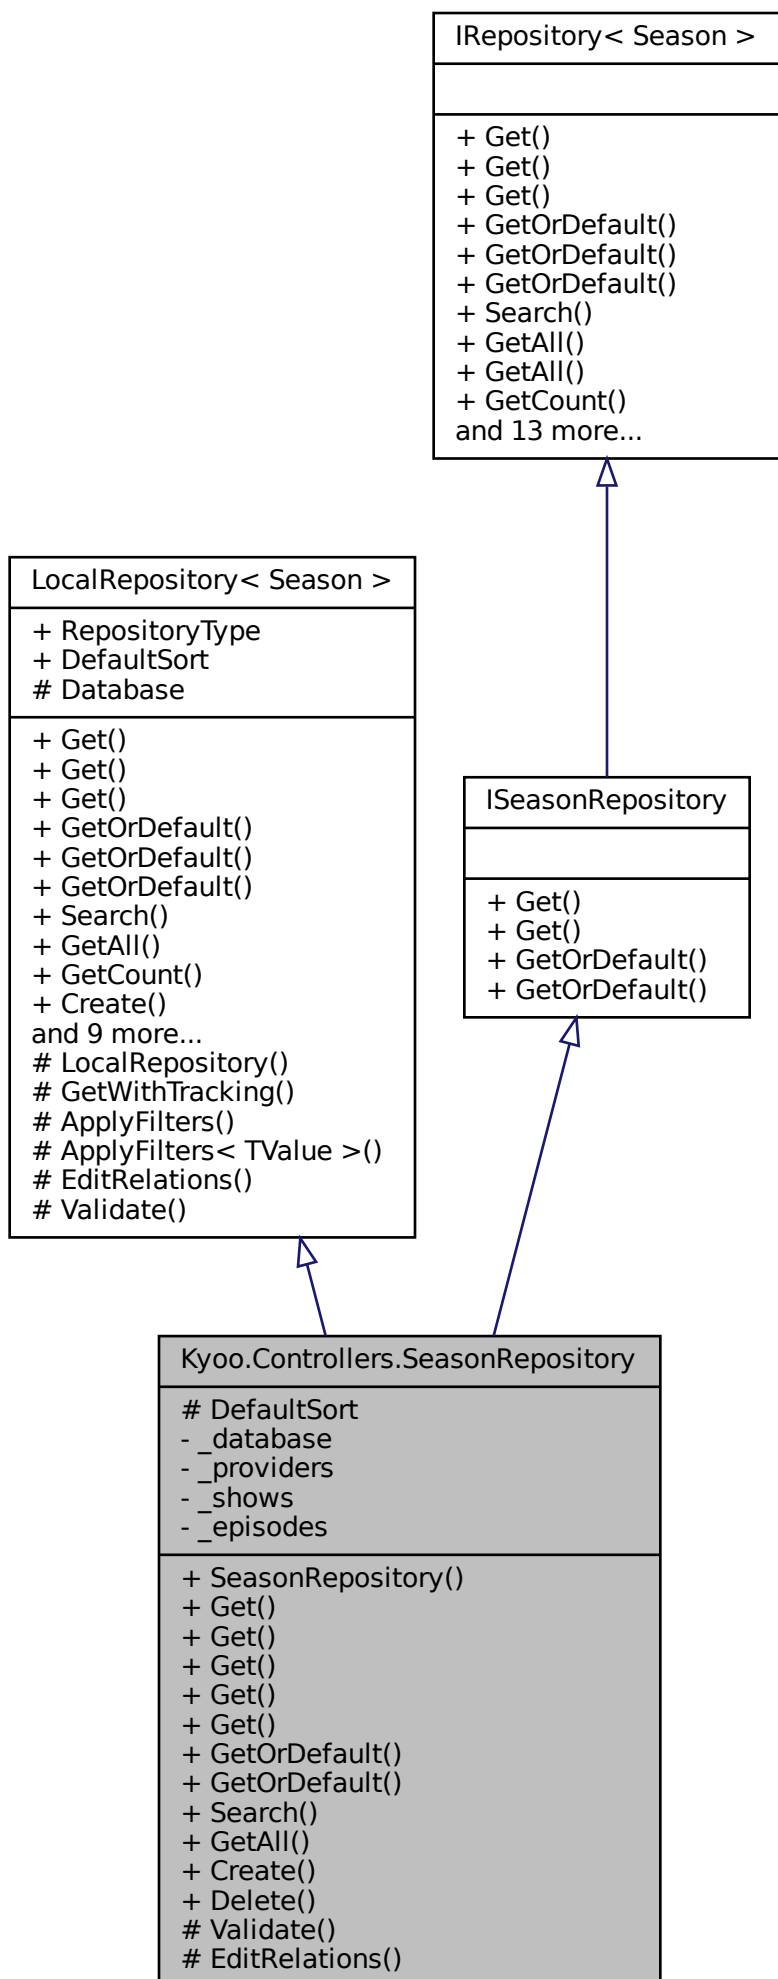 IRepository< Season >
+ Get()
+ Get()
+ Get()
+ GetOrDefault()
+ GetOrDefault()
+ GetOrDefault()
+ Search()
+ GetAll()
+ GetAll()
+ GetCount()
and 13 more...
LocalRepository< Season >
+ RepositoryType
+ DefaultSort
# Database
+ Get()
+ Get()
+ Get()
+ GetOrDefault()
+ GetOrDefault()
+ GetOrDefault()
+ Search()
+ GetAll()
+ GetCount()
+ Create()
and 9 more...
# LocalRepository()
# GetWithTracking()
# ApplyFilters()
# ApplyFilters< TValue >()
# EditRelations()
# Validate()
ISeasonRepository
+ Get()
+ Get()
+ GetOrDefault()
+ GetOrDefault()
Kyoo.Controllers.SeasonRepository
# DefaultSort
- _database
- _providers
- _shows
- _episodes
+ SeasonRepository()
+ Get()
+ Get()
+ Get()
+ Get()
+ Get()
+ GetOrDefault()
+ GetOrDefault()
+ Search()
+ GetAll()
+ Create()
+ Delete()
# Validate()
# EditRelations()